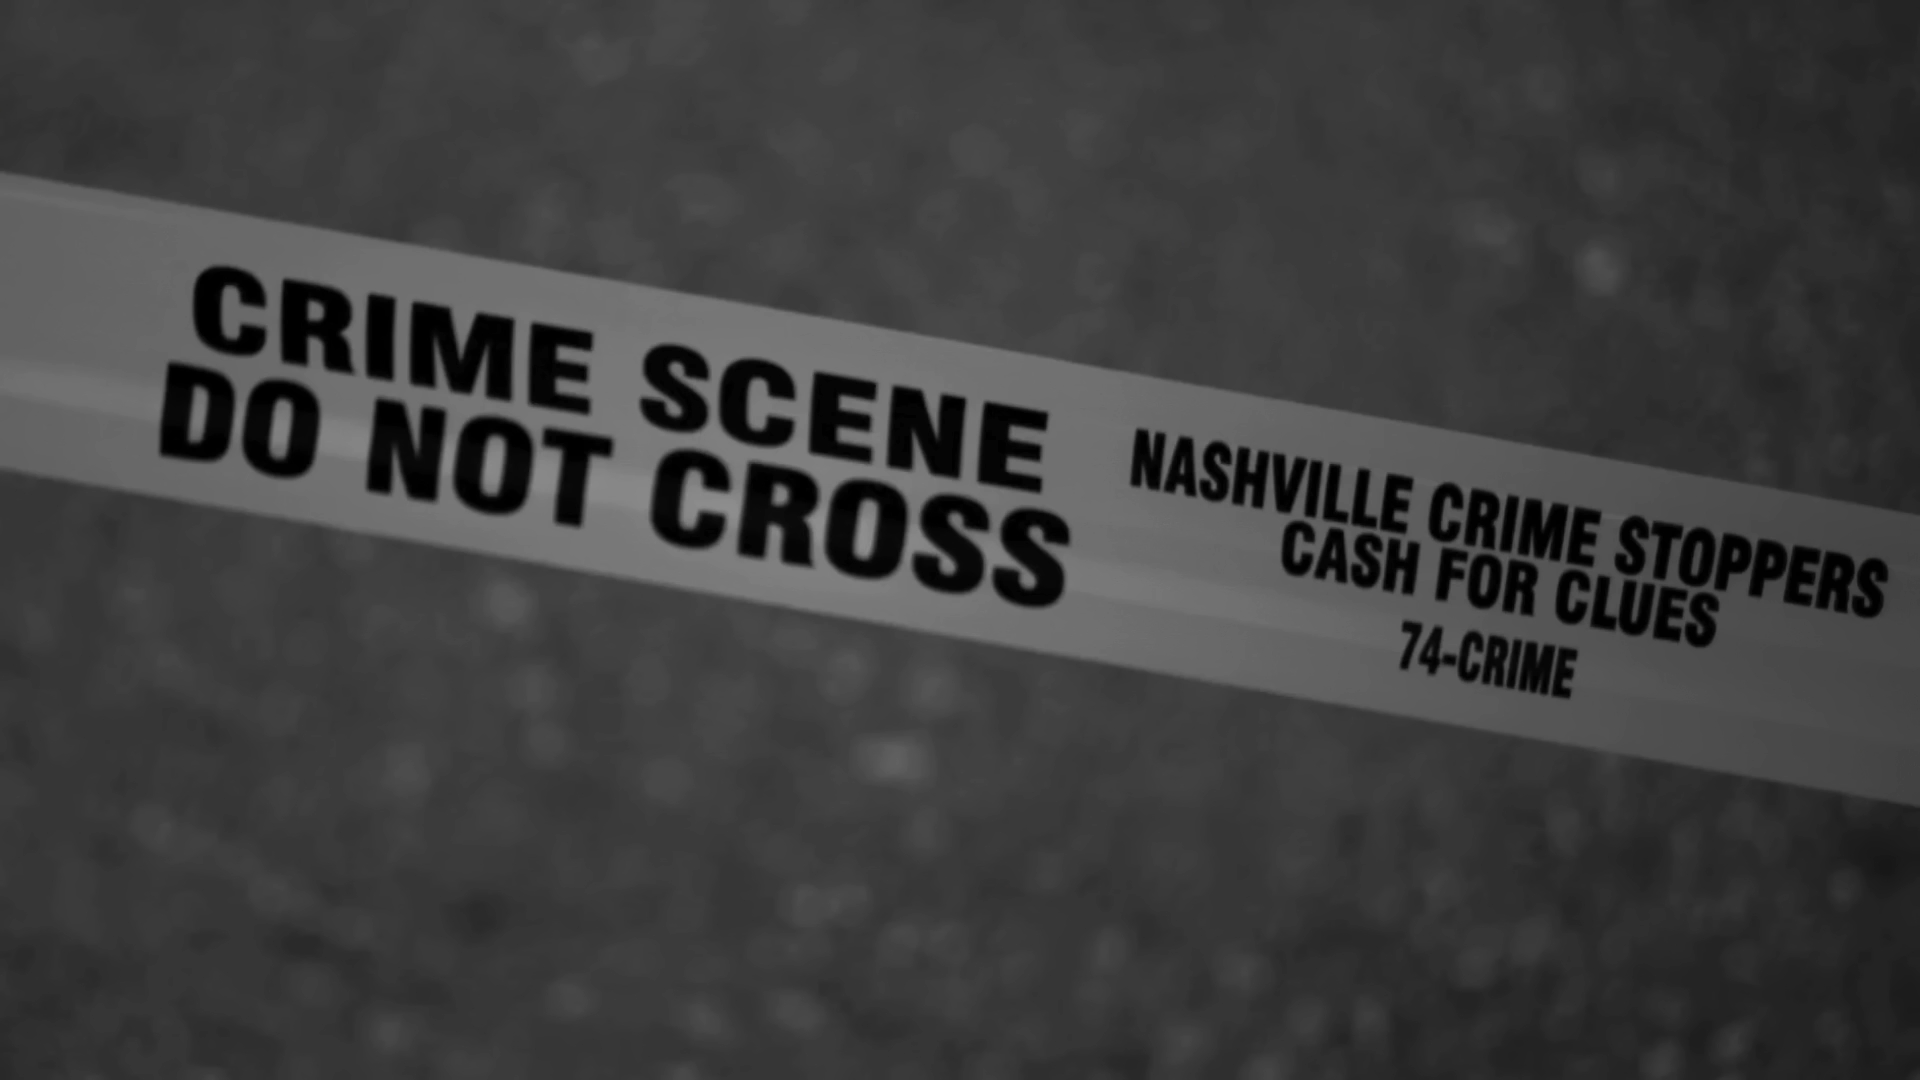 CRIME SCENE
DO NOT CROSS
NASHVILLE CRIME STOPPERS
CASH FOR CLUES
74-CRIME